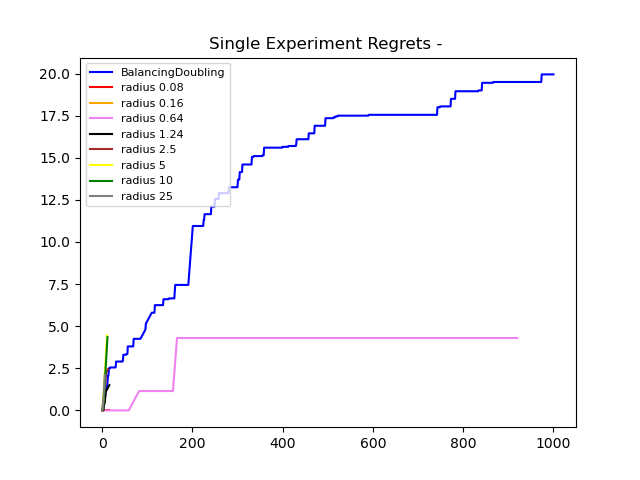 Single Experiment Regrets -
20.0
17.5
15.0
12.5
10.0
7.5
5.0
2.5
0.0
BalancingDoubling
radius 0.08
radius 0.16
radius 0.64
radius 1.24
radius 2.5
radius 5
radius 10
radius 25
0 200 400 600 800 1000